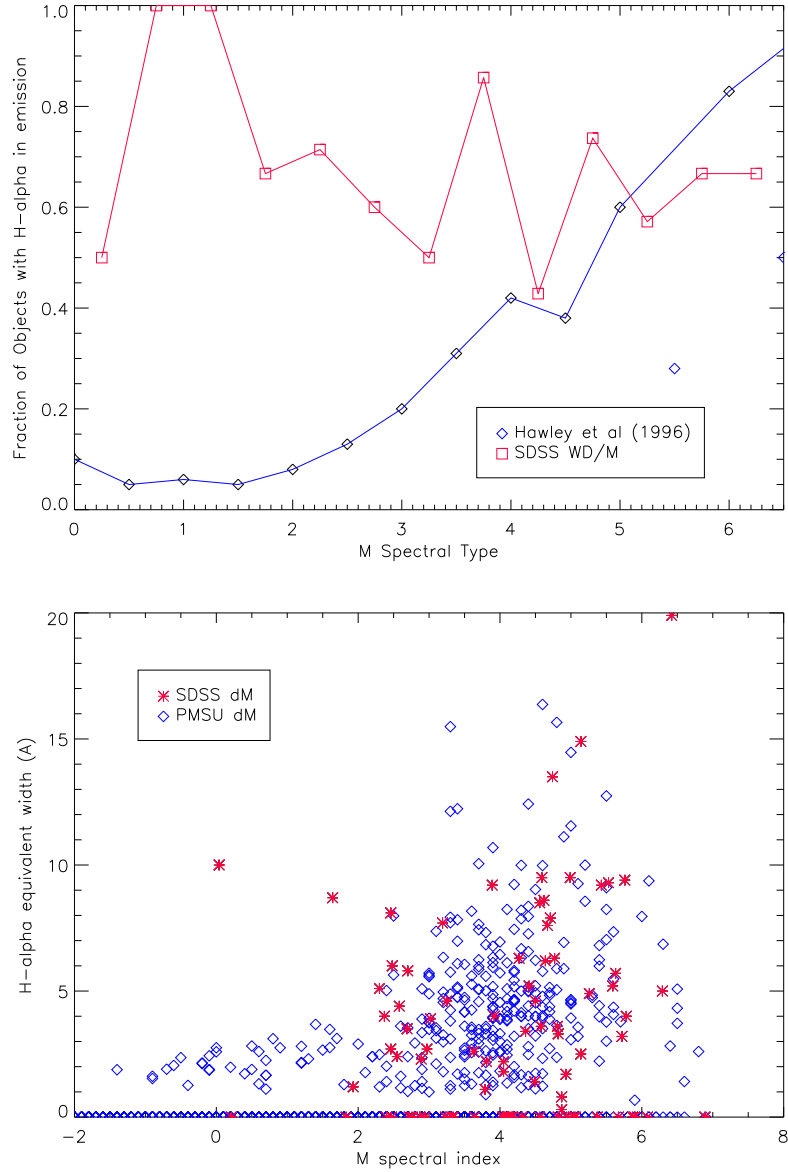 1.0
0.8
0.6
0.4
0.2
0.0
Fraction of Objects with H-alpha in emission
Hawley et al (1996)
SDSS WD/M
0 1 2 3 4 5 6
M Spectral Type
20
15
10
5
0
H-alpha equivalent width (A)
SDSS dM
PMSU dM
-2 0 2 4 6 8
M spectral index